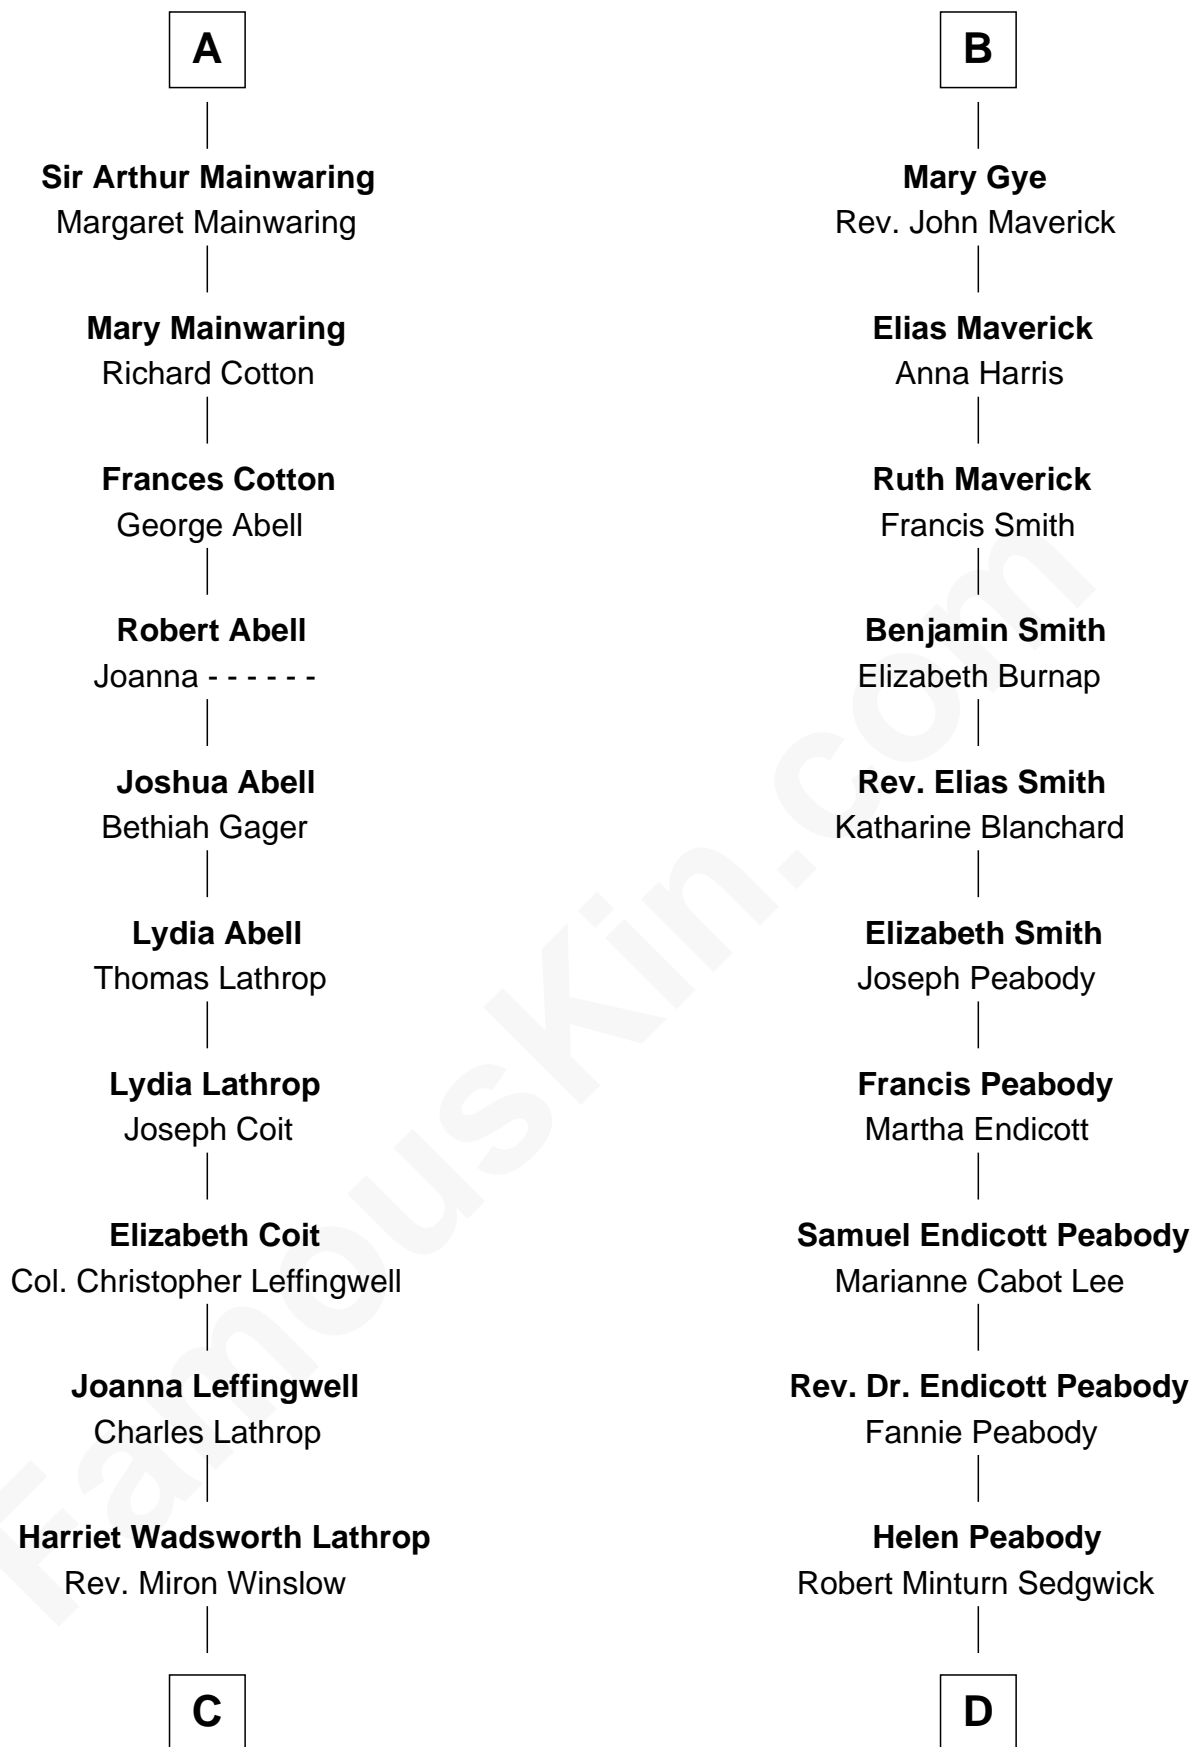 A
Sir Arthur Mainwaring
Margaret Mainwaring
Mary Mainwaring
Richard Cotton
Frances Cotton
George Abell
Robert Abell
Joanna - - - - - -
Joshua Abell
Bethiah Gager
Lydia Abell
Thomas Lathrop
Lydia Lathrop
Joseph Coit
Elizabeth Coit
Col. Christopher Leffingwell
Joanna Leffingwell
Charles Lathrop
Harriet Wadsworth Lathrop
Rev. Miron Winslow
C
B
Mary Gye
Rev. John Maverick
Elias Maverick
Anna Harris
Ruth Maverick
Francis Smith
Benjamin Smith
Elizabeth Burnap
Rev. Elias Smith
Katharine Blanchard
Elizabeth Smith
Joseph Peabody
Francis Peabody
Martha Endicott
Samuel Endicott Peabody
Marianne Cabot Lee
Rev. Dr. Endicott Peabody
Fannie Peabody
Helen Peabody
Robert Minturn Sedgwick
D
FamousKin.com